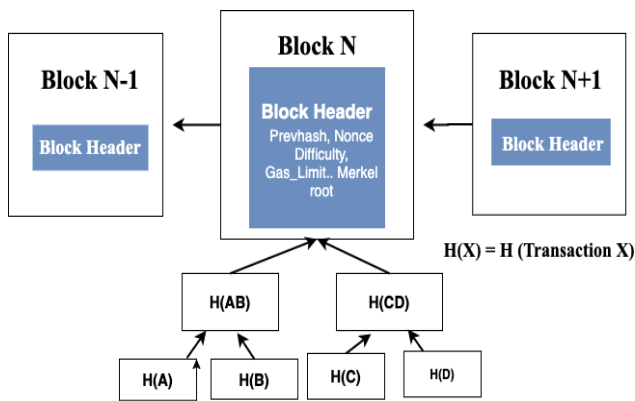 Block N-1
Block Header
Block N
Block Header
Prevhash, Nonce
Difficulty,
Gas_Limit.. Merkel
root
Block N+1
Block Header
H(X) = H (Transaction X)
H(AB)
H(CD)
H(A)
H(B)
H(C)
H(D)